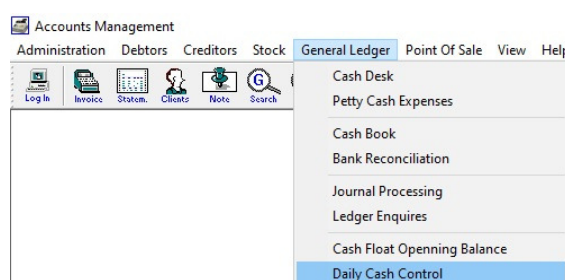 Accounts Management
Administration Debtors Creditors Stock General Ledger Point Of Sale View Help
Log In Invoice Statem. Clients Note Search
Cash Desk
Petty Cash Expenses
Cash Book
Bank Reconciliation
Journal Processing
Ledger Enquires
Cash Float Openning Balance
Daily Cash Control